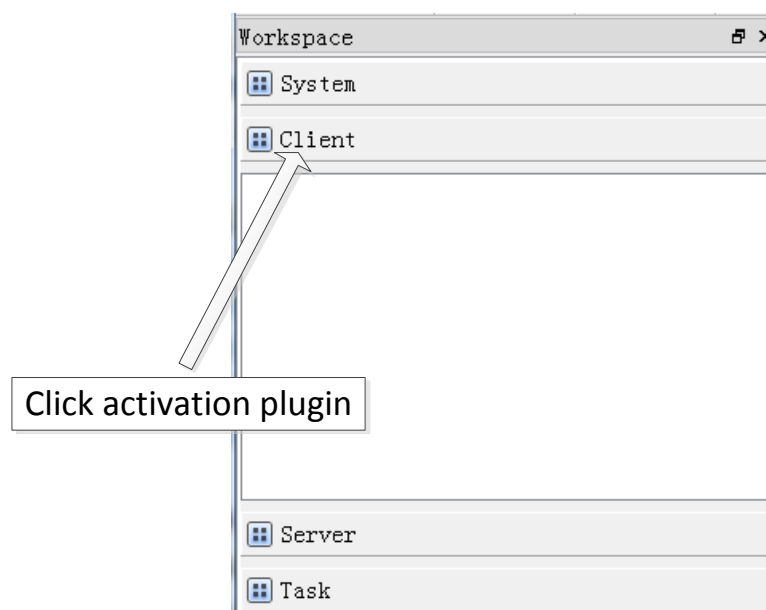 Workspace
System
Client
Click activation plugin
Server
Task